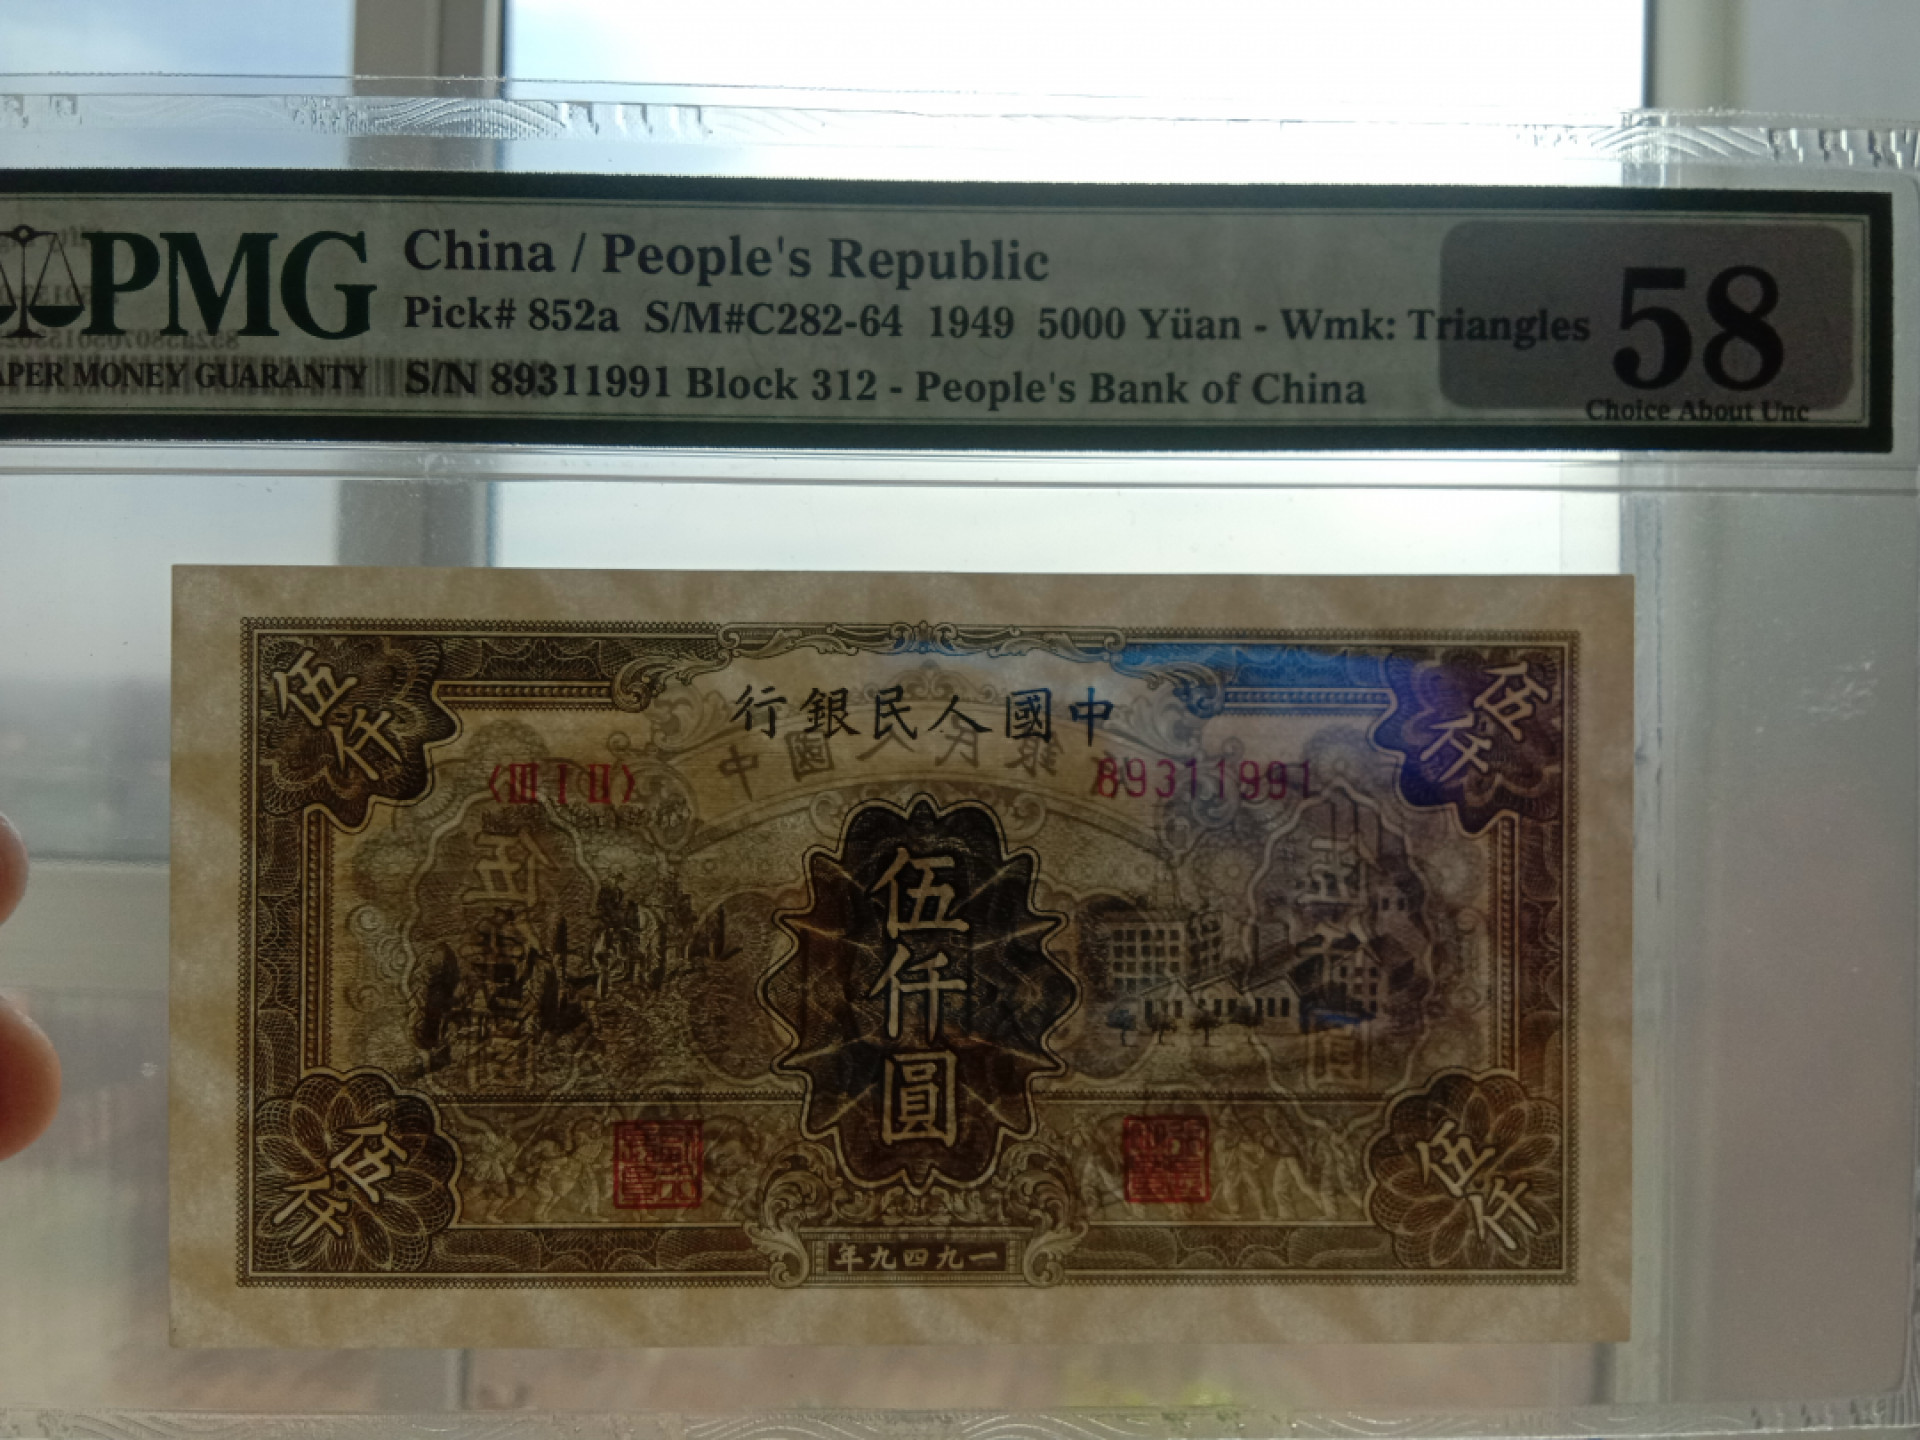 PMG
China / People's Republic
Pick# 852a S/M#C282-64 1949 5000 Yüan - Wmk: Triangles
58
APER MONEY GUARANTY
S/N 89311991 Block 312 - People's Bank of China
Choice About Unc
伍仟
伍仟
行銀民人國中
〈III I II〉
89311991
伍仟圓
伍仟
伍仟
年九四九一